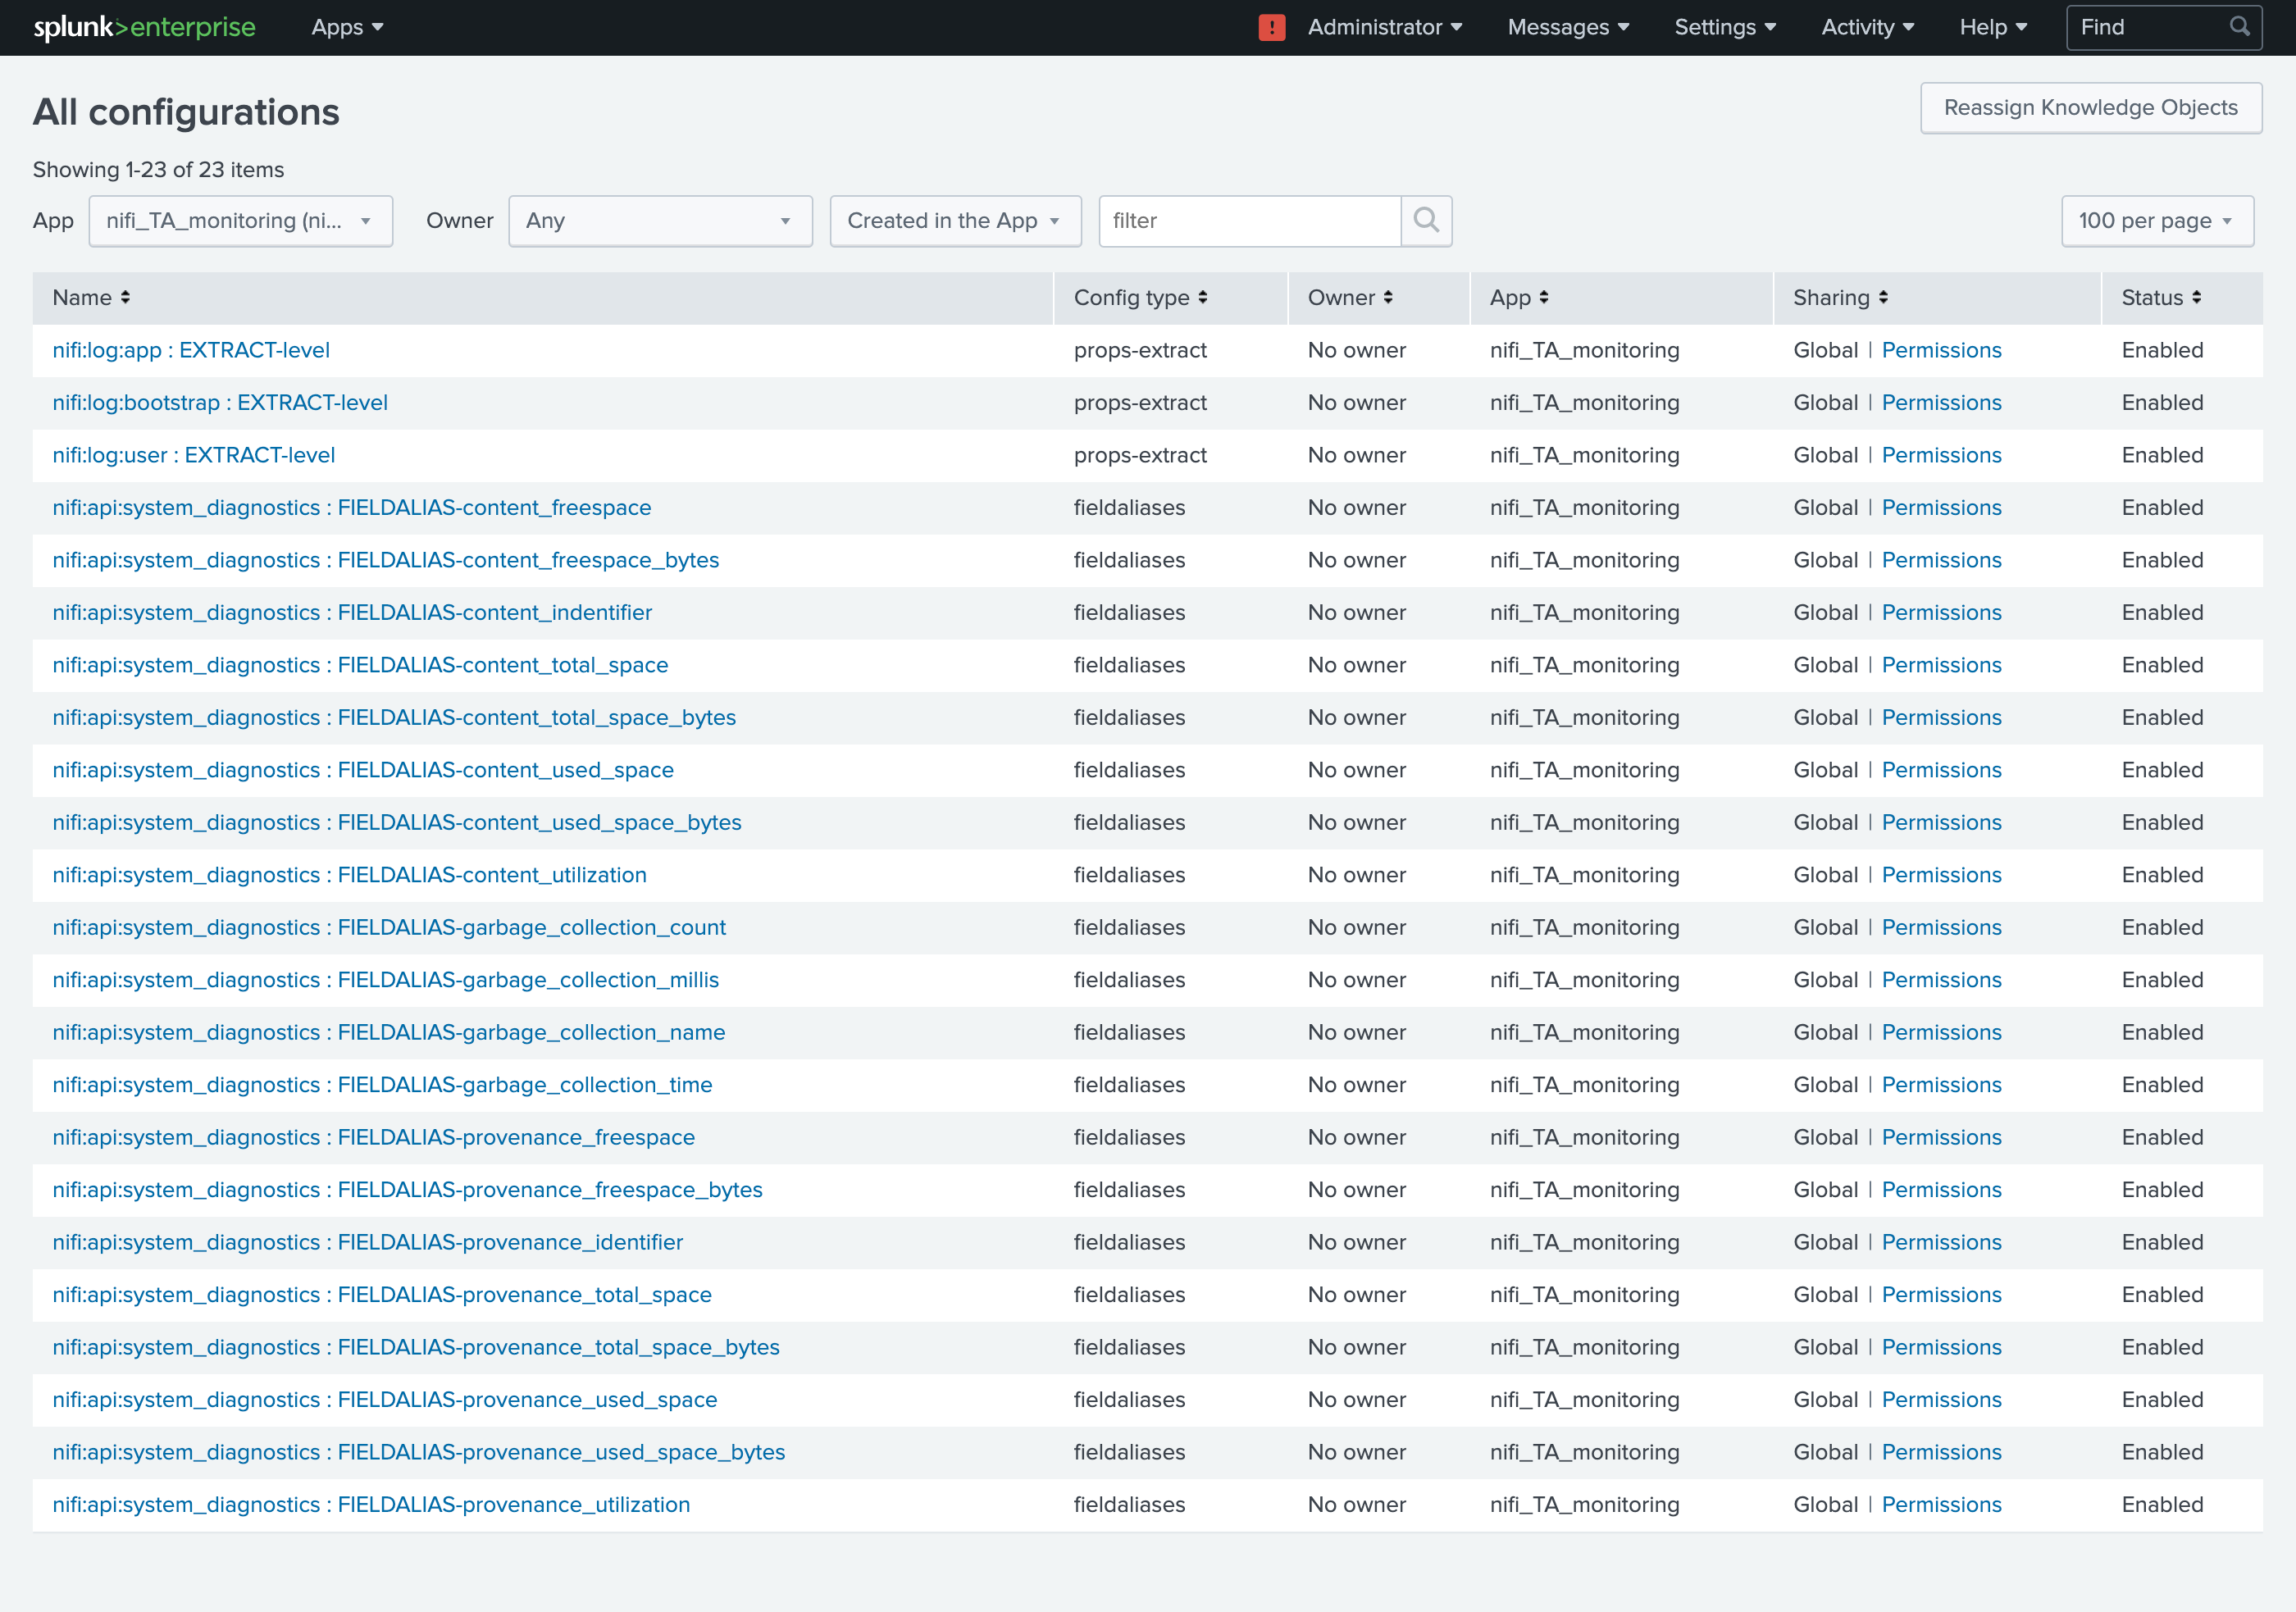 splunk>enterprise Apps ! Administrator Messages Settings Activity Help Find
All configurations Reassign Knowledge Objects
Showing 1-23 of 23 items
App nifi_TA_monitoring (ni... Owner Any Created in the App filter 100 per page
Name Config type Owner App Sharing Status
nifi:log:app : EXTRACT-level props-extract No owner nifi_TA_monitoring Global | Permissions Enabled
nifi:log:bootstrap : EXTRACT-level props-extract No owner nifi_TA_monitoring Global | Permissions Enabled
nifi:log:user : EXTRACT-level props-extract No owner nifi_TA_monitoring Global | Permissions Enabled
nifi:api:system_diagnostics : FIELDALIAS-content_freespace fieldaliases No owner nifi_TA_monitoring Global | Permissions Enabled
nifi:api:system_diagnostics : FIELDALIAS-content_freespace_bytes fieldaliases No owner nifi_TA_monitoring Global | Permissions Enabled
nifi:api:system_diagnostics : FIELDALIAS-content_indentifier fieldaliases No owner nifi_TA_monitoring Global | Permissions Enabled
nifi:api:system_diagnostics : FIELDALIAS-content_total_space fieldaliases No owner nifi_TA_monitoring Global | Permissions Enabled
nifi:api:system_diagnostics : FIELDALIAS-content_total_space_bytes fieldaliases No owner nifi_TA_monitoring Global | Permissions Enabled
nifi:api:system_diagnostics : FIELDALIAS-content_used_space fieldaliases No owner nifi_TA_monitoring Global | Permissions Enabled
nifi:api:system_diagnostics : FIELDALIAS-content_used_space_bytes fieldaliases No owner nifi_TA_monitoring Global | Permissions Enabled
nifi:api:system_diagnostics : FIELDALIAS-content_utilization fieldaliases No owner nifi_TA_monitoring Global | Permissions Enabled
nifi:api:system_diagnostics : FIELDALIAS-garbage_collection_count fieldaliases No owner nifi_TA_monitoring Global | Permissions Enabled
nifi:api:system_diagnostics : FIELDALIAS-garbage_collection_millis fieldaliases No owner nifi_TA_monitoring Global | Permissions Enabled
nifi:api:system_diagnostics : FIELDALIAS-garbage_collection_name fieldaliases No owner nifi_TA_monitoring Global | Permissions Enabled
nifi:api:system_diagnostics : FIELDALIAS-garbage_collection_time fieldaliases No owner nifi_TA_monitoring Global | Permissions Enabled
nifi:api:system_diagnostics : FIELDALIAS-provenance_freespace fieldaliases No owner nifi_TA_monitoring Global | Permissions Enabled
nifi:api:system_diagnostics : FIELDALIAS-provenance_freespace_bytes fieldaliases No owner nifi_TA_monitoring Global | Permissions Enabled
nifi:api:system_diagnostics : FIELDALIAS-provenance_identifier fieldaliases No owner nifi_TA_monitoring Global | Permissions Enabled
nifi:api:system_diagnostics : FIELDALIAS-provenance_total_space fieldaliases No owner nifi_TA_monitoring Global | Permissions Enabled
nifi:api:system_diagnostics : FIELDALIAS-provenance_total_space_bytes fieldaliases No owner nifi_TA_monitoring Global | Permissions Enabled
nifi:api:system_diagnostics : FIELDALIAS-provenance_used_space fieldaliases No owner nifi_TA_monitoring Global | Permissions Enabled
nifi:api:system_diagnostics : FIELDALIAS-provenance_used_space_bytes fieldaliases No owner nifi_TA_monitoring Global | Permissions Enabled
nifi:api:system_diagnostics : FIELDALIAS-provenance_utilization fieldaliases No owner nifi_TA_monitoring Global | Permissions Enabled